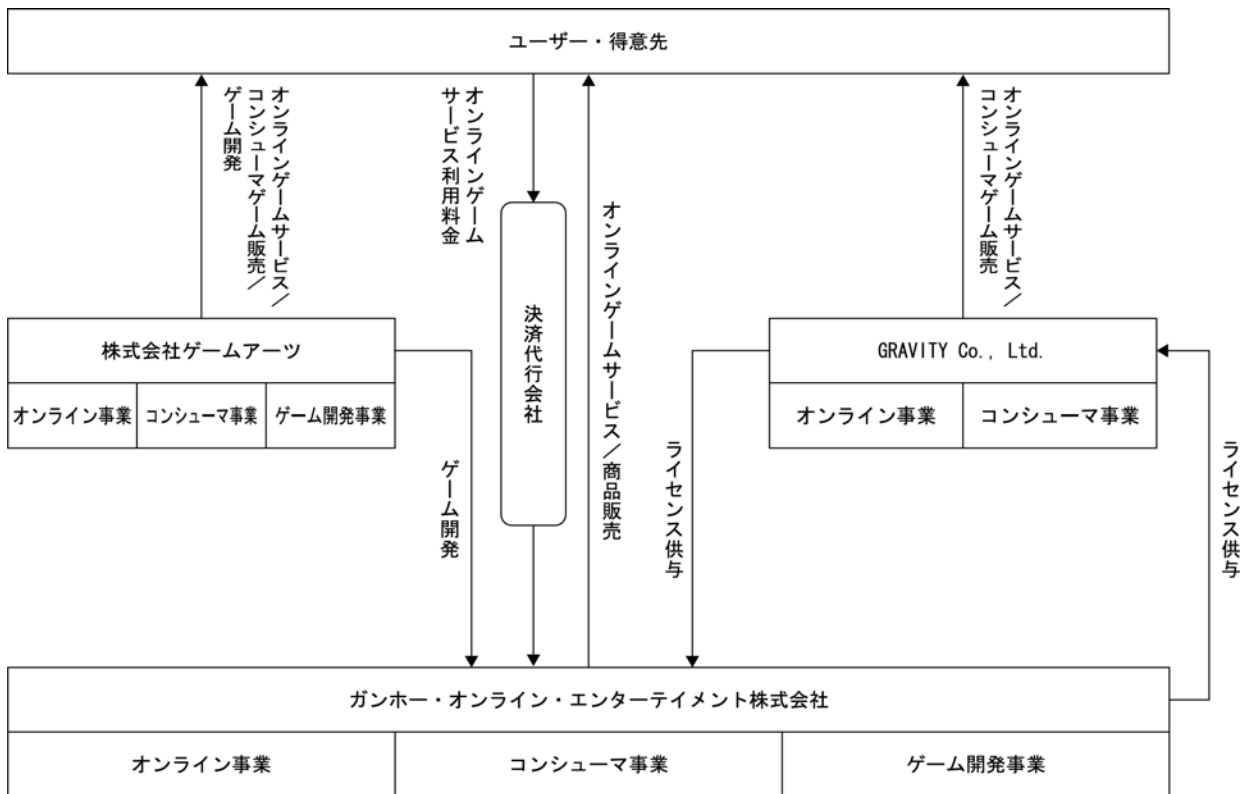 ユーザー・得意先
オンラインゲームサービス/
コンシューマゲーム販売/
ゲーム開発
オンラインゲーム
サービス利用料金
決済代行会社
オンラインゲームサービス/商品販売
オンラインゲームサービス/
コンシューマゲーム販売
株式会社ゲームアーツ
オンライン事業
コンシューマ事業
ゲーム開発事業
GRAVITY Co., Ltd.
オンライン事業
コンシューマ事業
ゲーム開発
ライセンス供与
ライセンス供与
ガンホー・オンライン・エンターテイメント株式会社
オンライン事業
コンシューマ事業
ゲーム開発事業